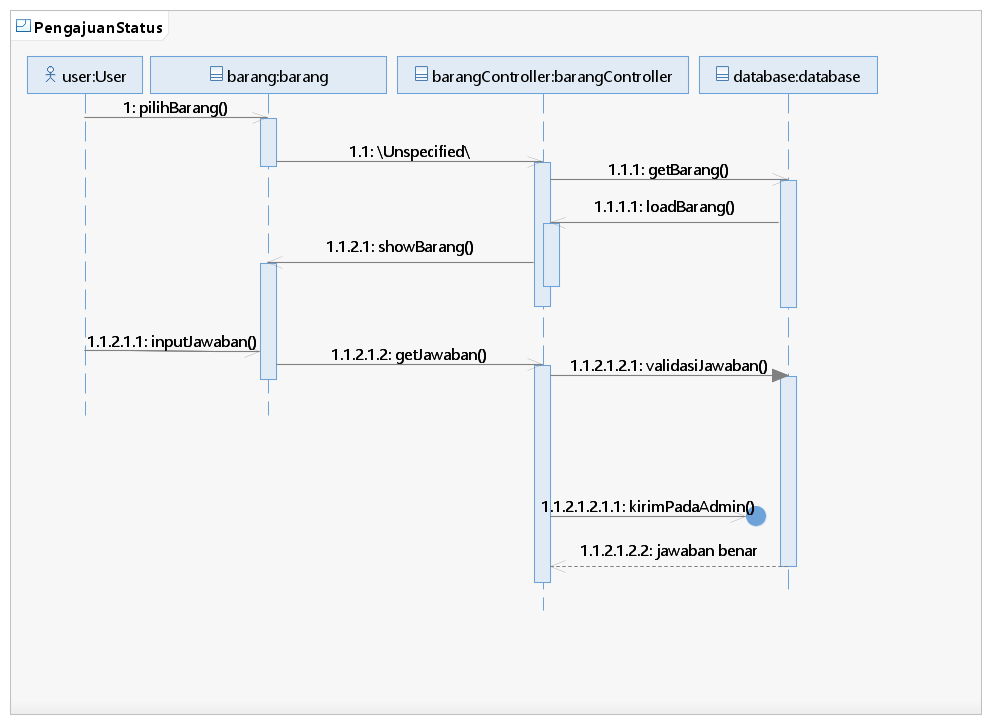 PengajuanStatus
user:User
barang:barang
barangController:barangController
database:database
1: pilihBarang()
1.1: \Unspecified\
1.1.1: getBarang()
1.1.1.1: loadBarang()
1.1.2.1: showBarang()
1.1.2.1.1: inputJawaban()
1.1.2.1.2: getJawaban()
1.1.2.1.2.1: validasiJawaban()
1.1.2.1.2.1.1: kirimPadaAdmin()
1.1.2.1.2.2: jawaban benar